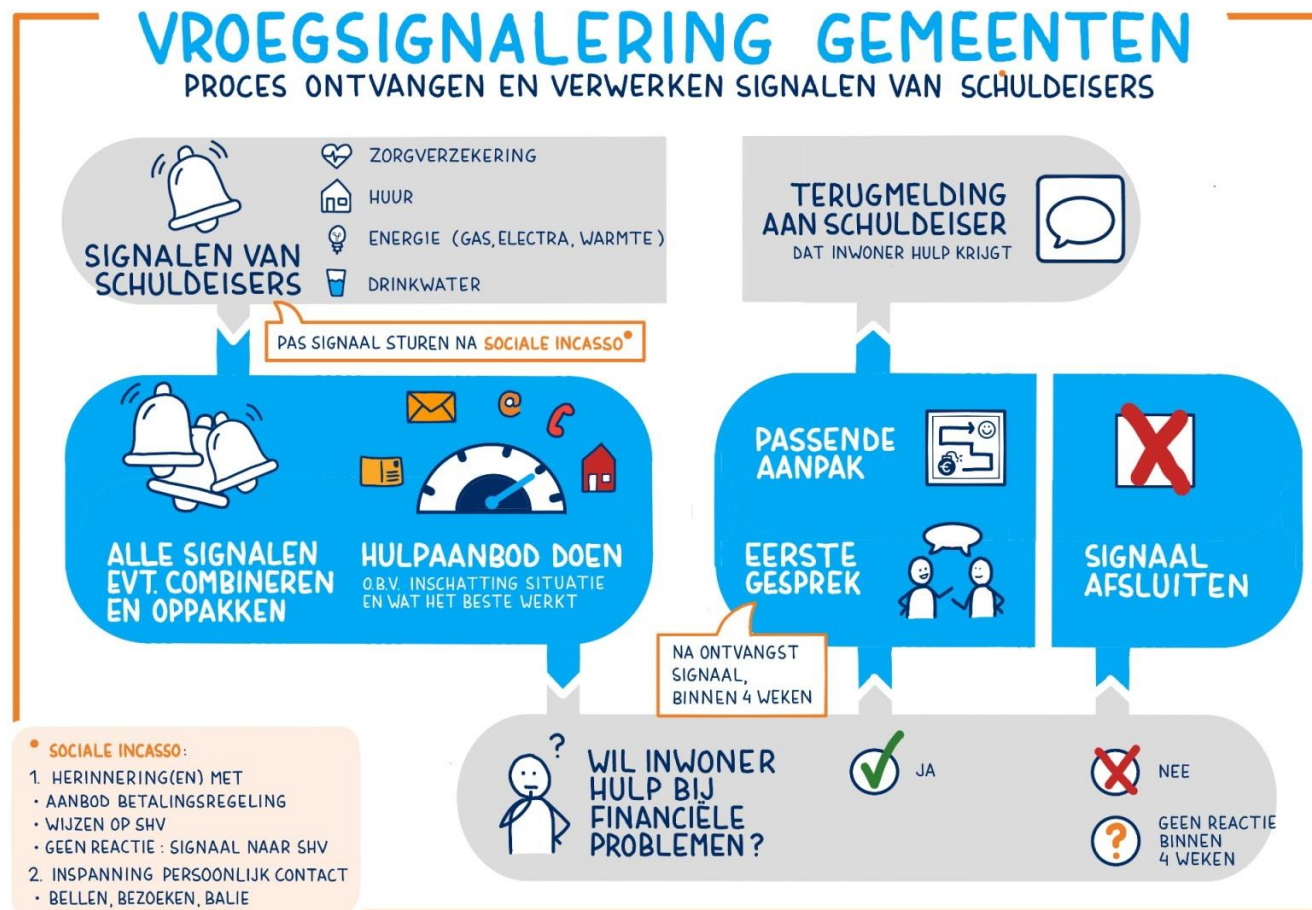 VROEGSIGNALERING GEMEENTEN
PROCES ONTVANGEN EN VERWERKEN SIGNALEN VAN SCHULDEISERS
SIGNALEN VAN
SCHULDEISERS
ZORGVERZEKERING
HUUR
ENERGIE (GAS, ELECTRA, WARMTE)
DRINKWATER
PAS SIGNAAL STUREN NA SOCIALE INCASSO•
ALLE SIGNALEN
EVT. COMBINEREN
EN OPPAKKEN
@
HULPAANBOD DOEN
O.B.V. INSCHATTING SITUATIE
EN WAT HET BESTE WERKT
?
WIL INWONER
HULP BIJ
FINANCIËLE
PROBLEMEN?
JA
NEE
?
GEEN REACTIE
BINNEN
4 WEKEN
NA ONTVANGST
SIGNAAL,
BINNEN 4 WEKEN
EERSTE
GESPREK
PASSENDE
AANPAK
€
TERUGMELDING
AAN SCHULDEISER
DAT INWONER HULP KRIJGT
SIGNAAL
AFSLUITEN
• SOCIALE INCASSO:
1. HERINNERING(EN) MET
• AANBOD BETALINGSREGELING
• WIJZEN OP SHV
• GEEN REACTIE: SIGNAAL NAAR SHV
2. INSPANNING PERSOONLIJK CONTACT
• BELLEN, BEZOEKEN, BALIE